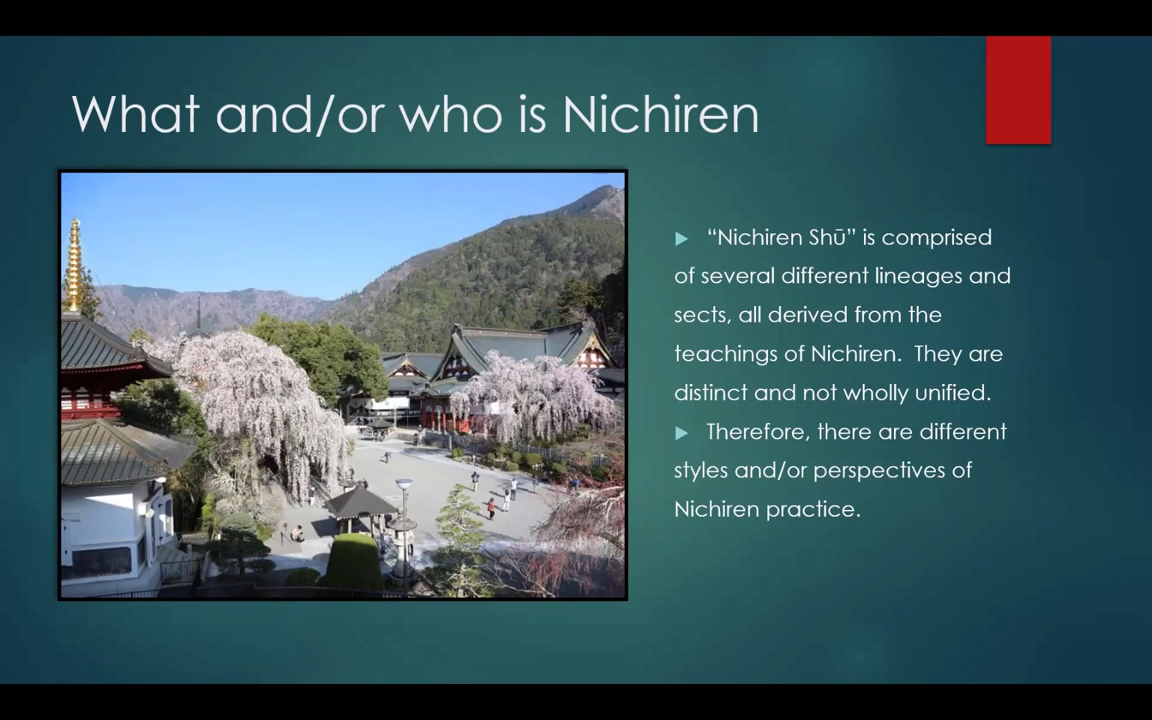 What and/or who is Nichiren
“Nichiren Shū” is comprised
of several different lineages and
sects, all derived from the
teachings of Nichiren.  They are
distinct and not wholly unified.
Therefore, there are different
styles and/or perspectives of
Nichiren practice.